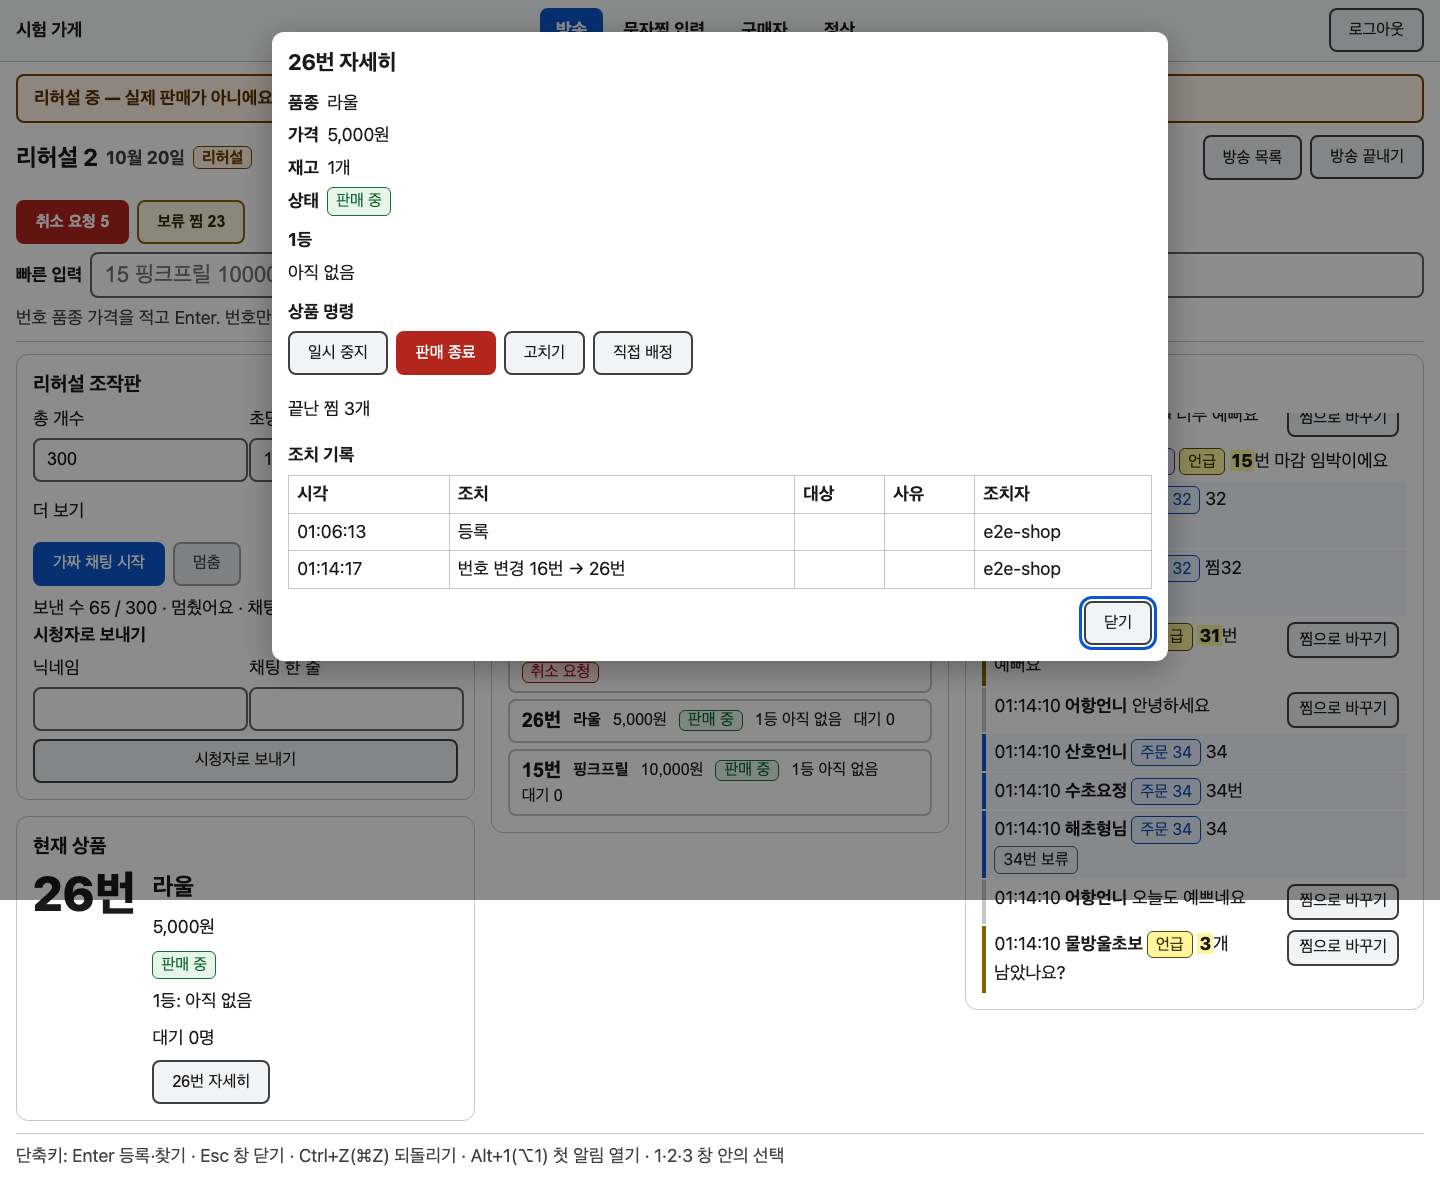 시험 가게
방송 문자찜 입력 구매자 정산
로그아웃
리허설 중 — 실제 판매가 아니에요
리허설 2 10월 20일 리허설
방송 목록 방송 끝내기
취소 요청 5 보류 찜 23
빠른 입력 15 핑크프릴 10000
번호 품종 가격을 적고 Enter. 번호만
26번 자세히
품종 라울
가격 5,000원
재고 1개
상태 판매 중
1등
아직 없음
상품 명령
일시 중지 판매 종료 고치기 직접 배정
끝난 찜 3개
조치 기록
시각 조치 대상 사유 조치자
01:06:13 등록 e2e-shop
01:14:17 번호 변경 16번 → 26번 e2e-shop
닫기
리허설 조작판
총 개수
300
더 보기
가짜 채팅 시작 멈춤
보낸 수 65 / 300 · 멈췄어요 · 채팅
시청자로 보내기
닉네임 채팅 한 줄
시청자로 보내기
현재 상품
26번 라울
5,000원
판매 중
1등: 아직 없음
대기 0명
26번 자세히
취소 요청
26번 라울 5,000원 판매 중 1등 아직 없음 대기 0
15번 핑크프릴 10,000원 판매 중 1등 아직 없음
대기 0
예뻐요 찜으로 바꾸기
언급 15번 마감 임박이에요
32 32
32 찜32
급 31번 찜으로 바꾸기
예뻐요
01:14:10 어항언니 안녕하세요 찜으로 바꾸기
01:14:10 산호언니 주문 34 34
01:14:10 수초요정 주문 34 34번
01:14:10 해초형님 주문 34 34
34번 보류
01:14:10 어항언니 오늘도 예쁘네요 찜으로 바꾸기
01:14:10 물방울초보 언급 3개 찜으로 바꾸기
남았나요?
단축키: Enter 등록·찾기 · Esc 창 닫기 · Ctrl+Z(⌘Z) 되돌리기 · Alt+1(⌥1) 첫 알림 열기 · 1·2·3 창 안의 선택